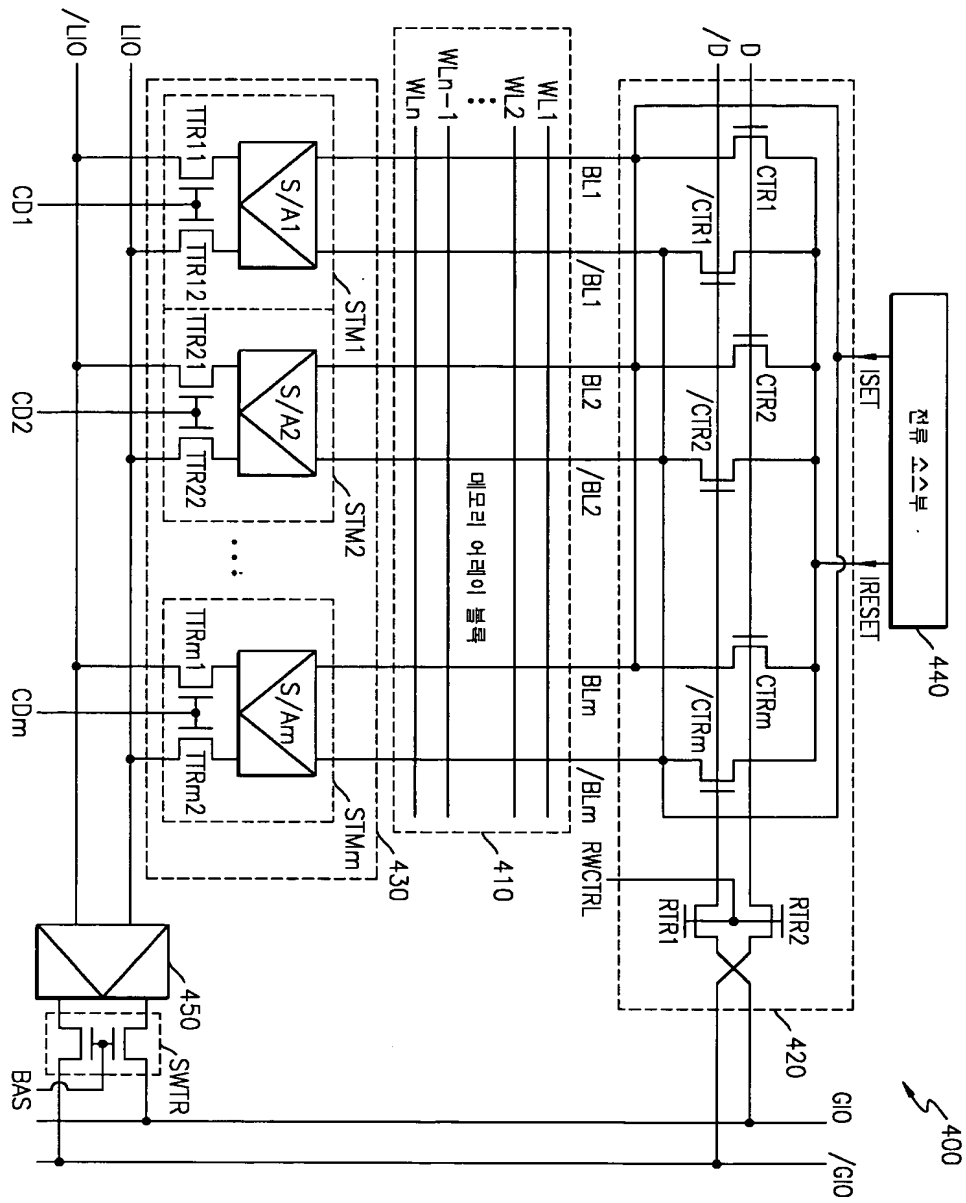 400
440
전류 소스부
ISET
IRESET
420
D
/D
CTR1
/CTR1
CTR2
/CTR2
CTRm
/CTRm
RTR2
RTR1
RWCTRL
GIO
/GIO
BL1
/BL1
BL2
/BL2
BLm
/BLm
410
WL1
WL2
WLn-1
WLn
메모리 어레이 블록
430
S/A1
S/A2
S/Am
STM1
STM2
STMm
TTR11
TTR12
TTR21
TTR22
TTRm1
TTRm2
LIO
/LIO
CD1
CD2
CDm
450
SWTR
BAS